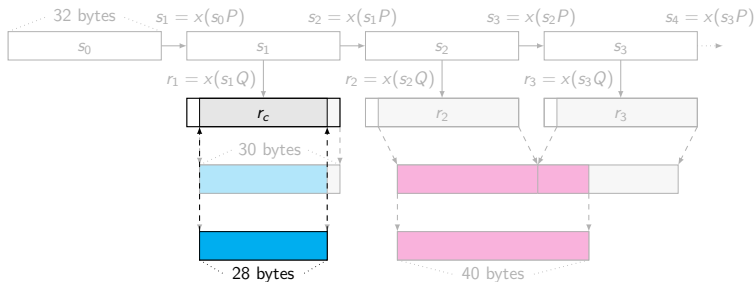 32 bytes s₁ = x(s₀P) s₂ = x(s₁P) s₃ = x(s₂P) s₄ = x(s₃P)
s₀ s₁ s₂ s₃
r₁ = x(s₁Q) r₂ = x(s₂Q) r₃ = x(s₃Q)
r_c r₂ r₃
30 bytes
28 bytes 40 bytes